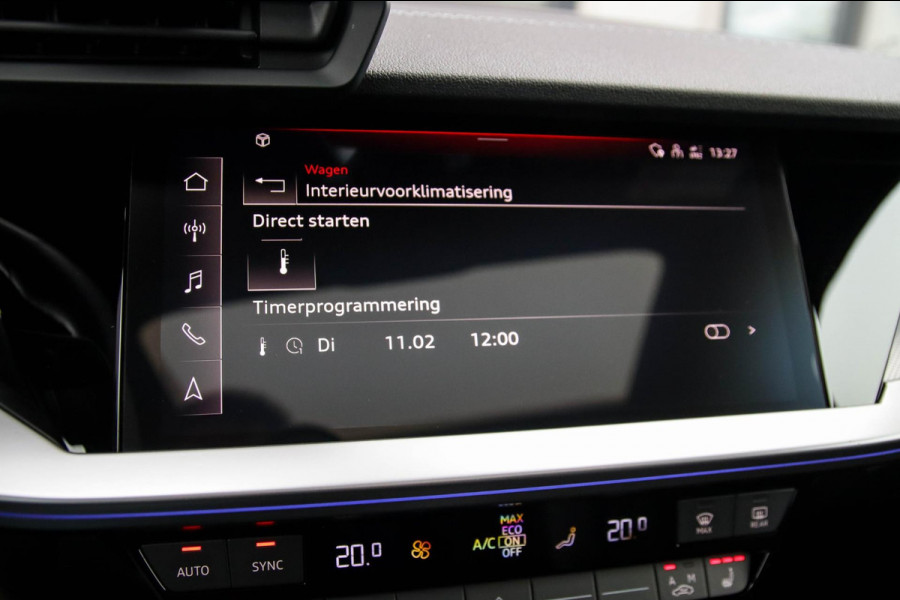 13:27
Wagen
Interieurvoorklimatisering
Direct starten
Timerprogrammering
Di 11.02 12:00
MAX
ECO
A/C ON
OFF
20.0
20.0
AUTO
SYNC
MAX
REAR
A M